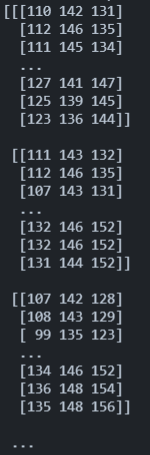 [[[110 142 131]
[112 146 135]
[111 145 134]
...
[127 141 147]
[125 139 145]
[123 136 144]]
[[111 143 132]
[112 146 135]
[107 143 131]
...
[132 146 152]
[132 146 152]
[131 144 152]]
[[107 142 128]
[108 143 129]
[ 99 135 123]
...
[134 146 152]
[136 148 154]
[135 148 156]]
...